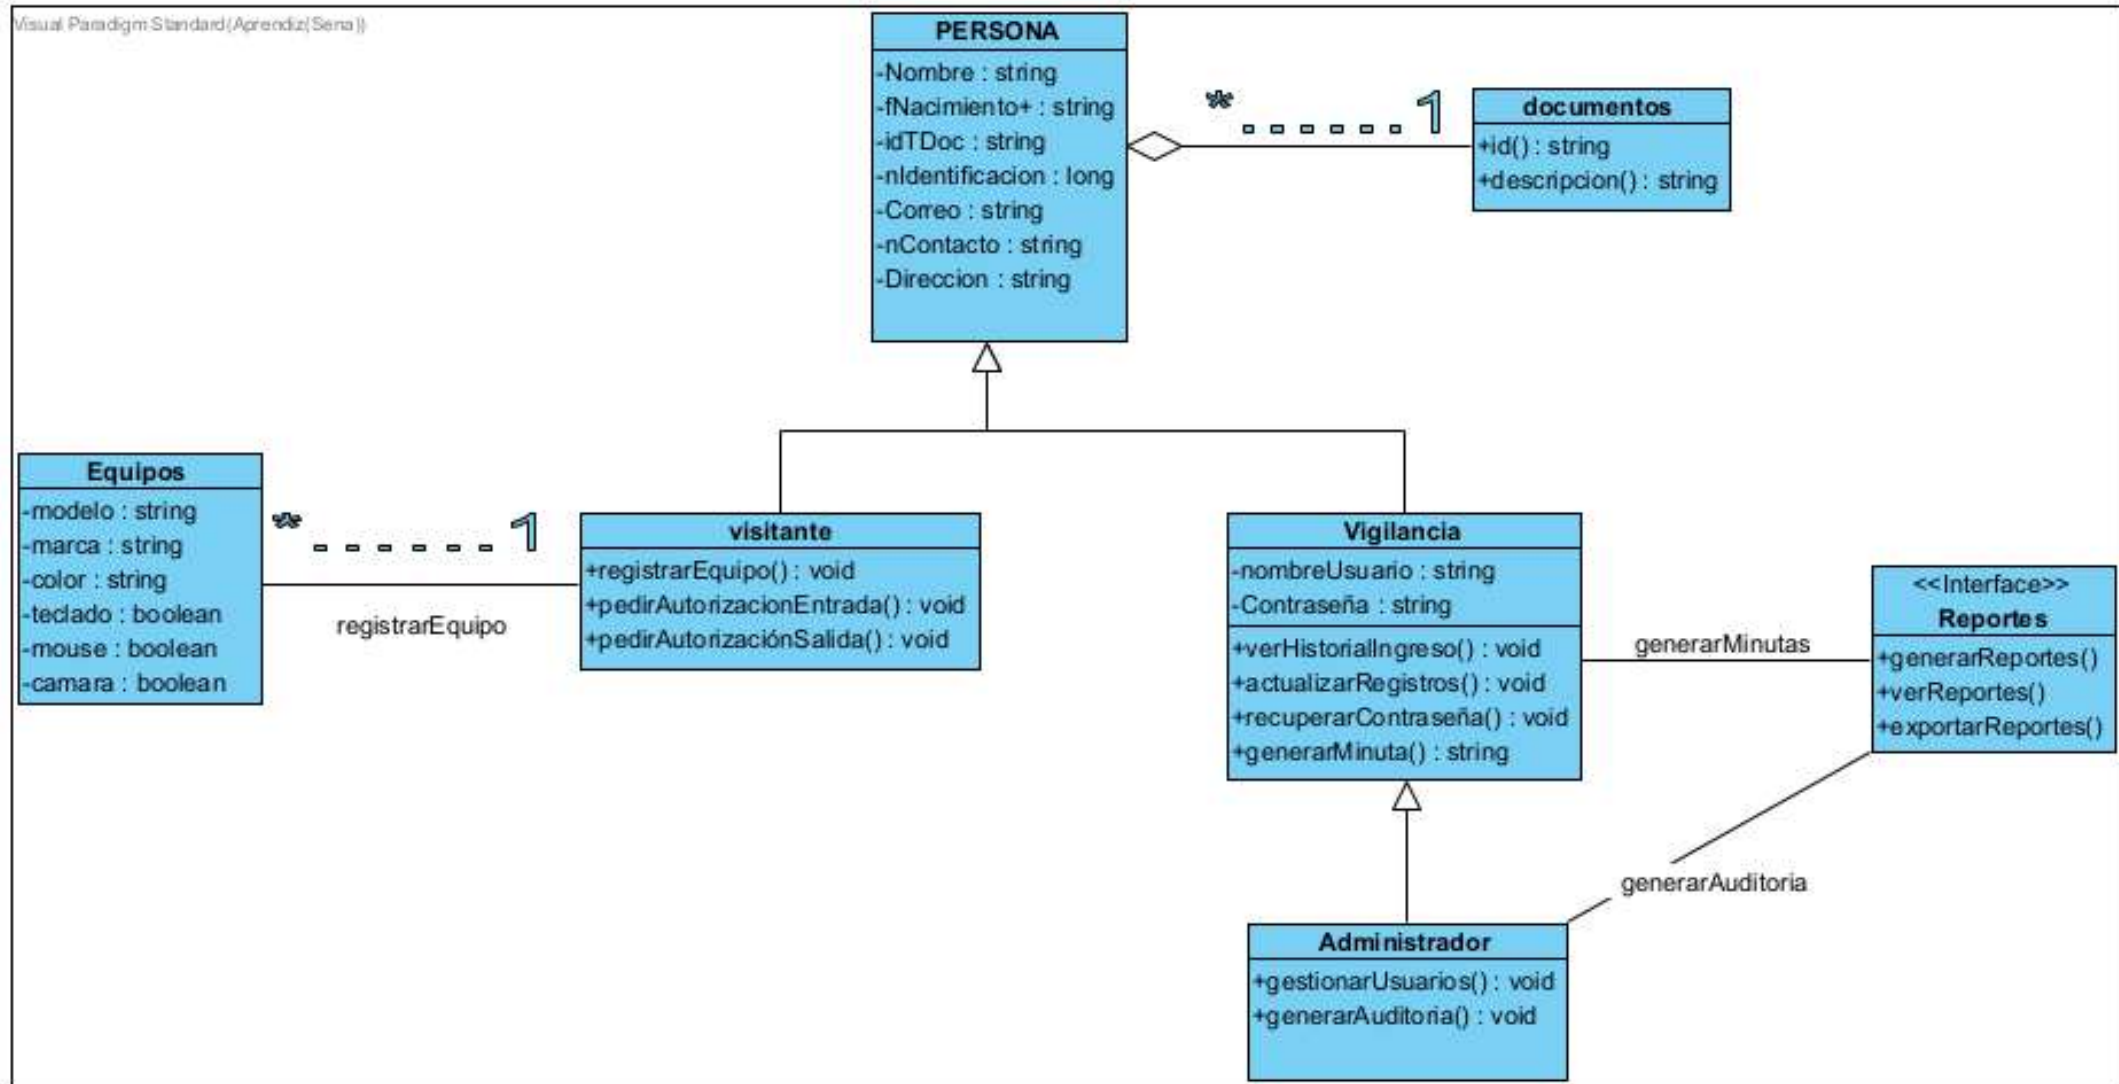 Visual Paradigm Standard(Aprendiz(Sena))
PERSONA
-Nombre : string
-fNacimiento+ : string
-idTDoc : string
-nIdentificacion : long
-Correo : string
-nContacto : string
-Direccion : string
* 1
documentos
+id() : string
+descripcion() : string
Equipos
-modelo : string
-marca : string
-color : string
-teclado : boolean
-mouse : boolean
-camara : boolean
* 1
registrarEquipo
visitante
+registrarEquipo() : void
+pedirAutorizacionEntrada() : void
+pedirAutorizaciónSalida() : void
Vigilancia
-nombreUsuario : string
-Contraseña : string
+verHistorialIngreso() : void
+actualizarRegistros() : void
+recuperarContraseña() : void
+generarMinuta() : string
generarMinutas
<<Interface>>
Reportes
+generarReportes()
+verReportes()
+exportarReportes()
generarAuditoria
Administrador
+gestionarUsuarios() : void
+generarAuditoria() : void